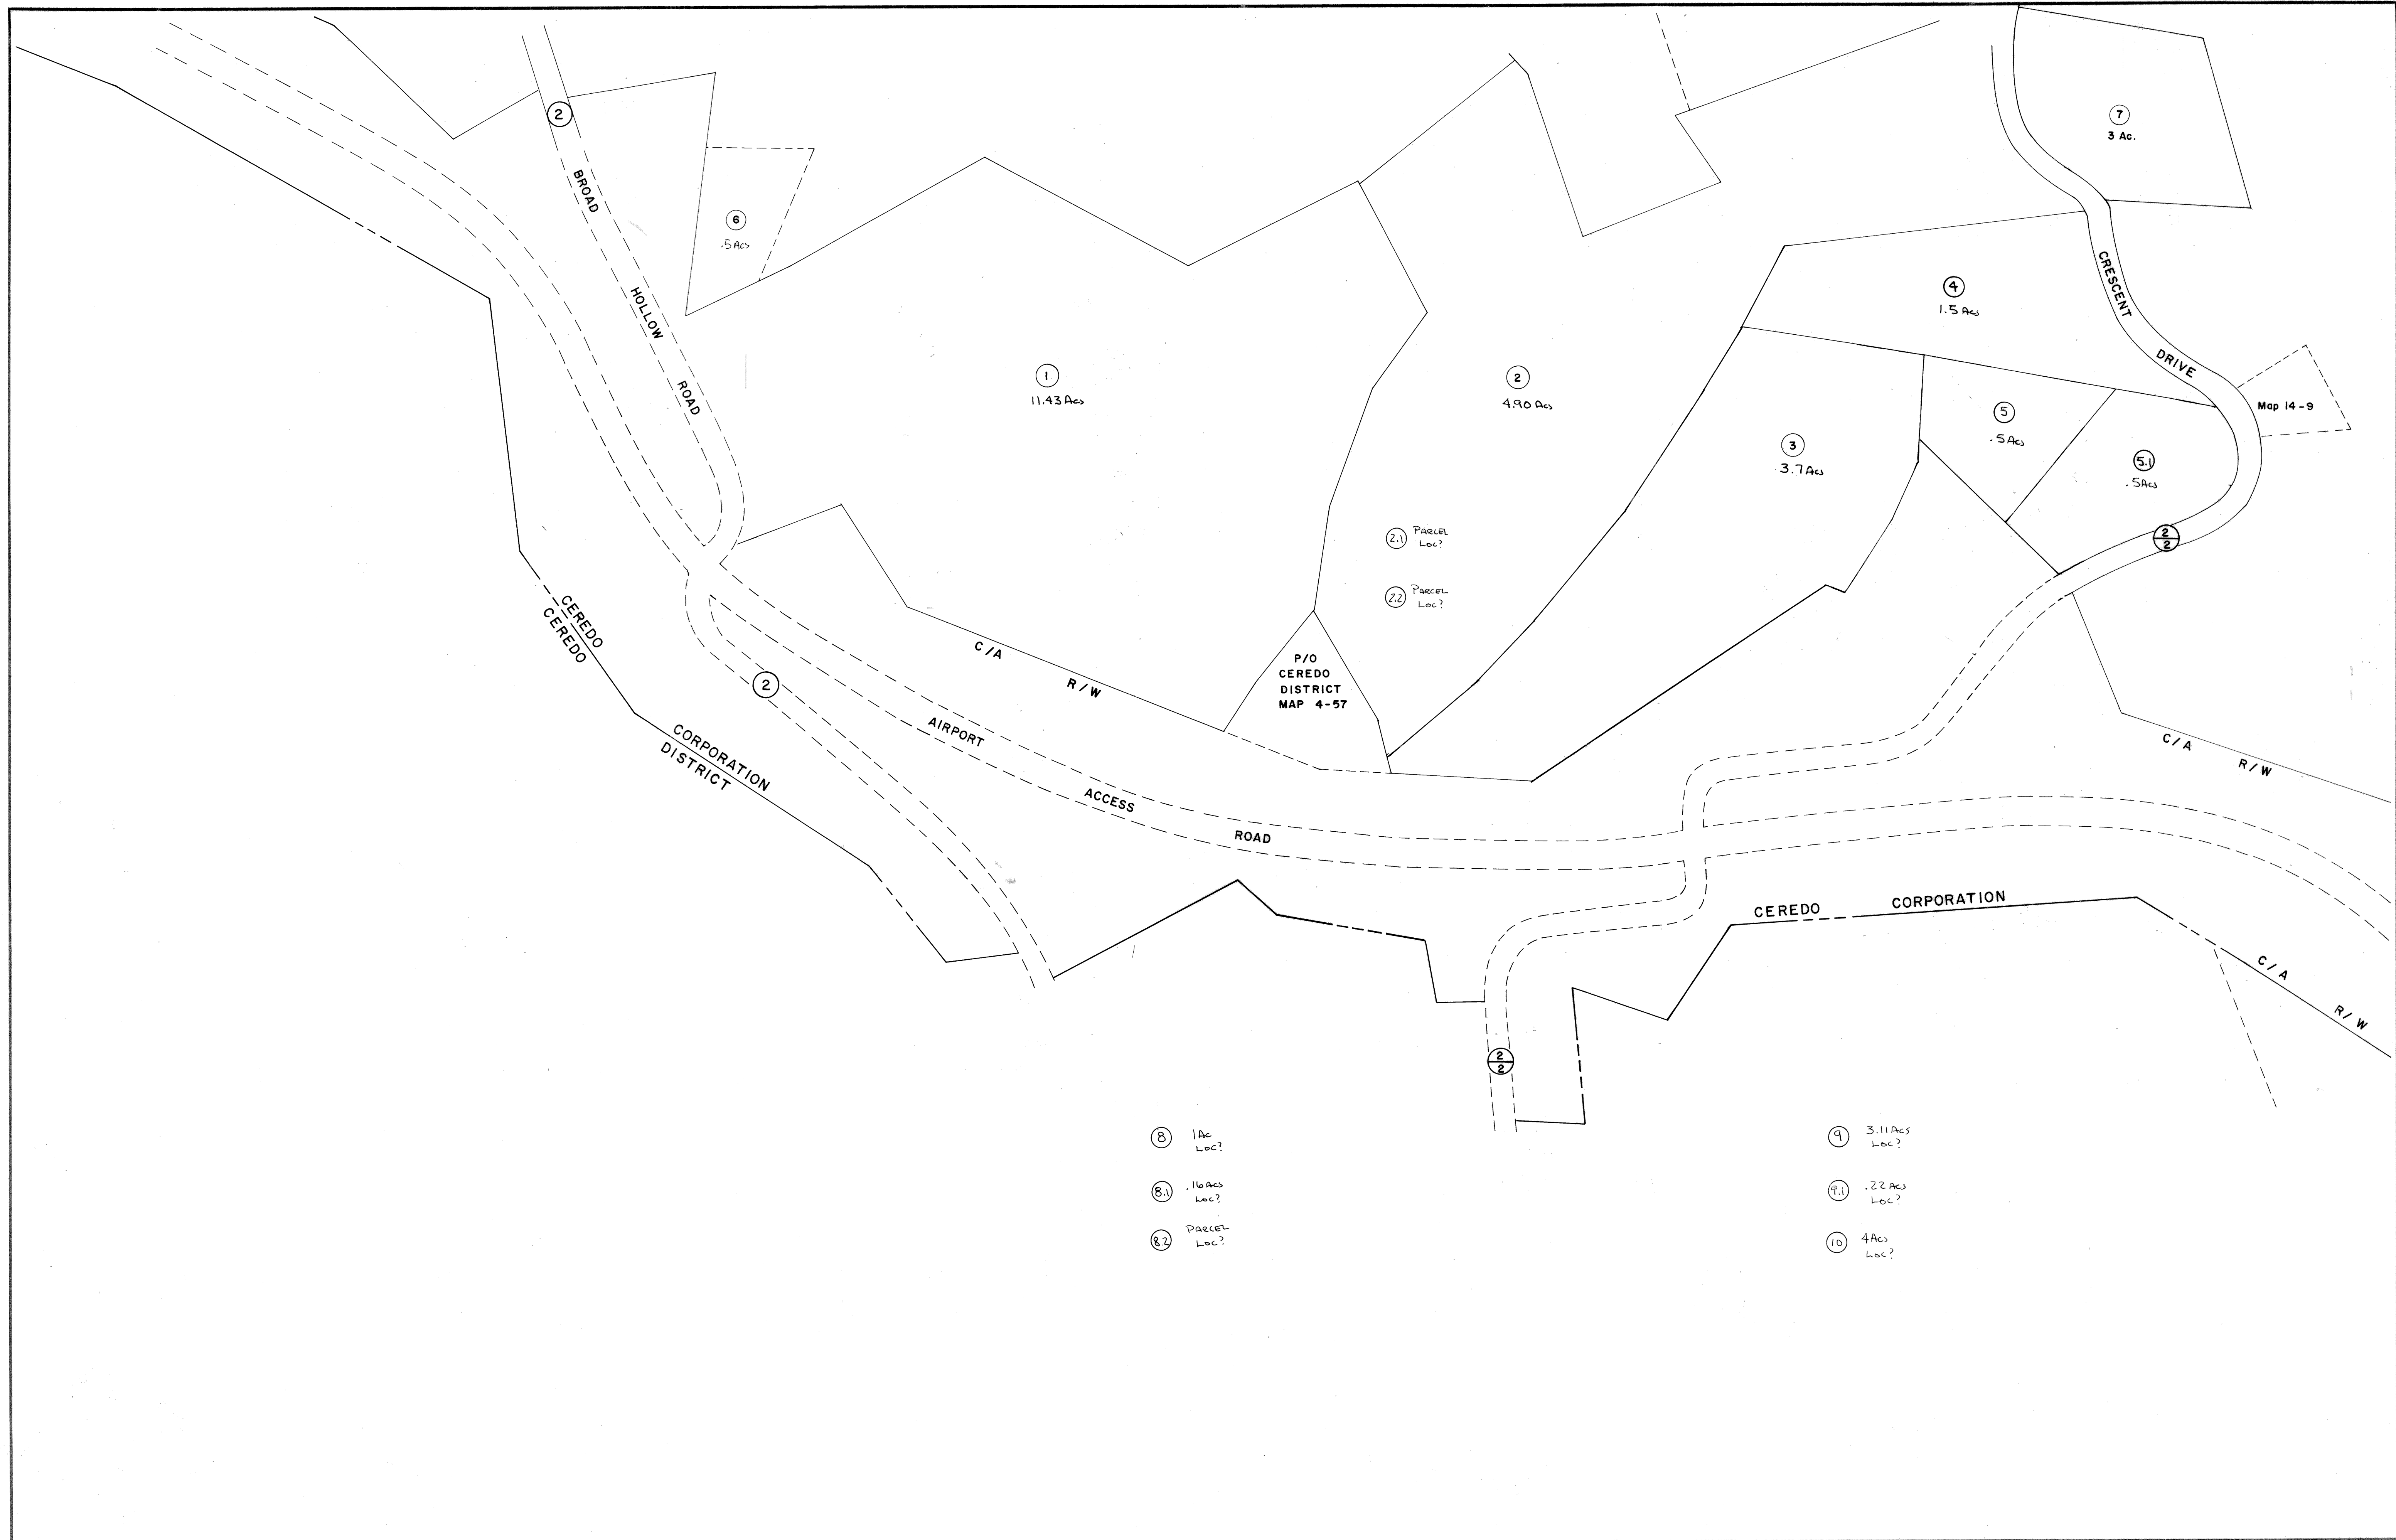 2
BROAD
HOLLOW
ROAD
6
.5 Acs
7
3 Ac.
1
11.43 Acs
2
4.90 Acs
2.1 PARCEL
LOC?
2.2 PARCEL
LOC?
3
3.7 Acs
4
1.5 Acs
5
.5 Acs
5.1
.5 Acs
CRESCENT
DRIVE
Map 14-9
2
2
CEREDO
CEREDO
CORPORATION
DISTRICT
2
C/A
R/W
P/O
CEREDO
DISTRICT
MAP 4-57
AIRPORT
ACCESS
ROAD
C/A
R/W
CEREDO CORPORATION
C/A
R/W
2
2
8 1 Ac
LOC?
8.1 .16 Acs
LOC?
8.2 PARCEL
LOC?
9 3.11 Acs
LOC?
9.1 .22 Acs
LOC?
10 4 Acs
LOC?